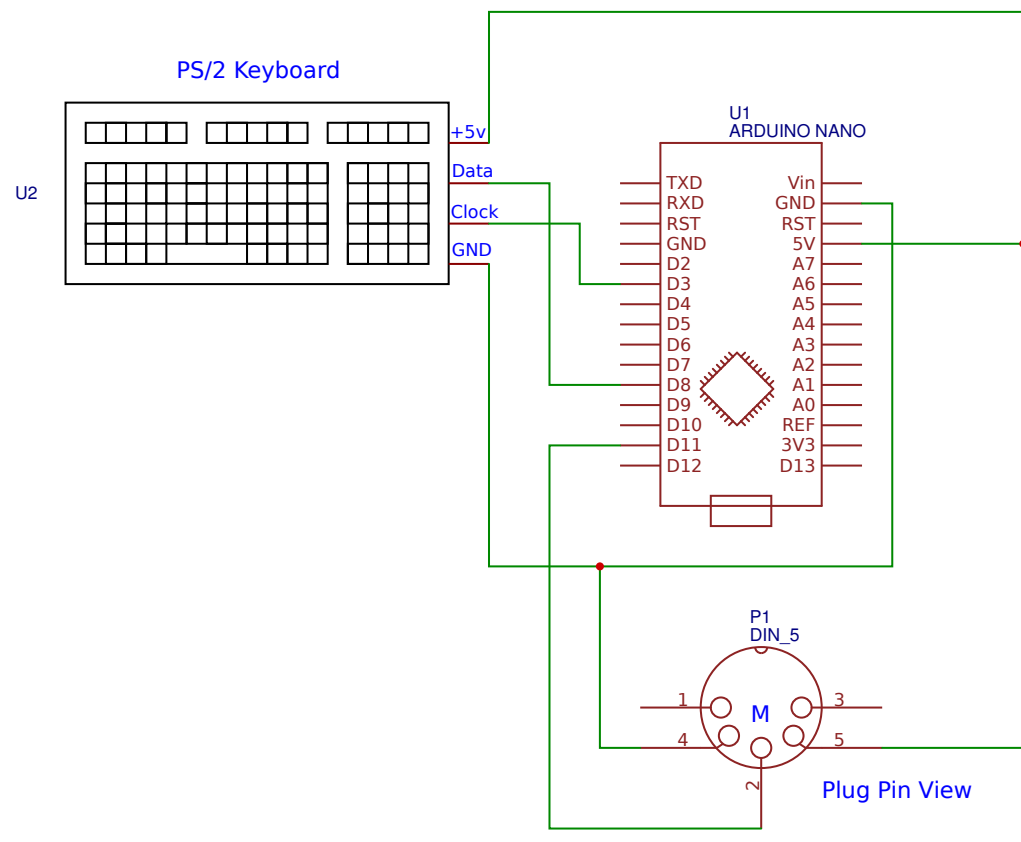 PS/2 Keyboard
U2
+5v
Data
Clock
GND
U1
ARDUINO NANO
TXD
RXD
RST
GND
D2
D3
D4
D5
D6
D7
D8
D9
D10
D11
D12
Vin
GND
RST
5V
A7
A6
A5
A4
A3
A2
A1
A0
REF
3V3
D13
P1
DIN_5
1
M
3
4
5
2
Plug Pin View